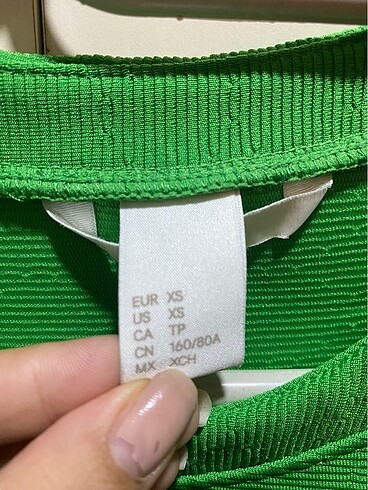 EUR XS
US XS
CA TP
CN 160/80A
MX XCH